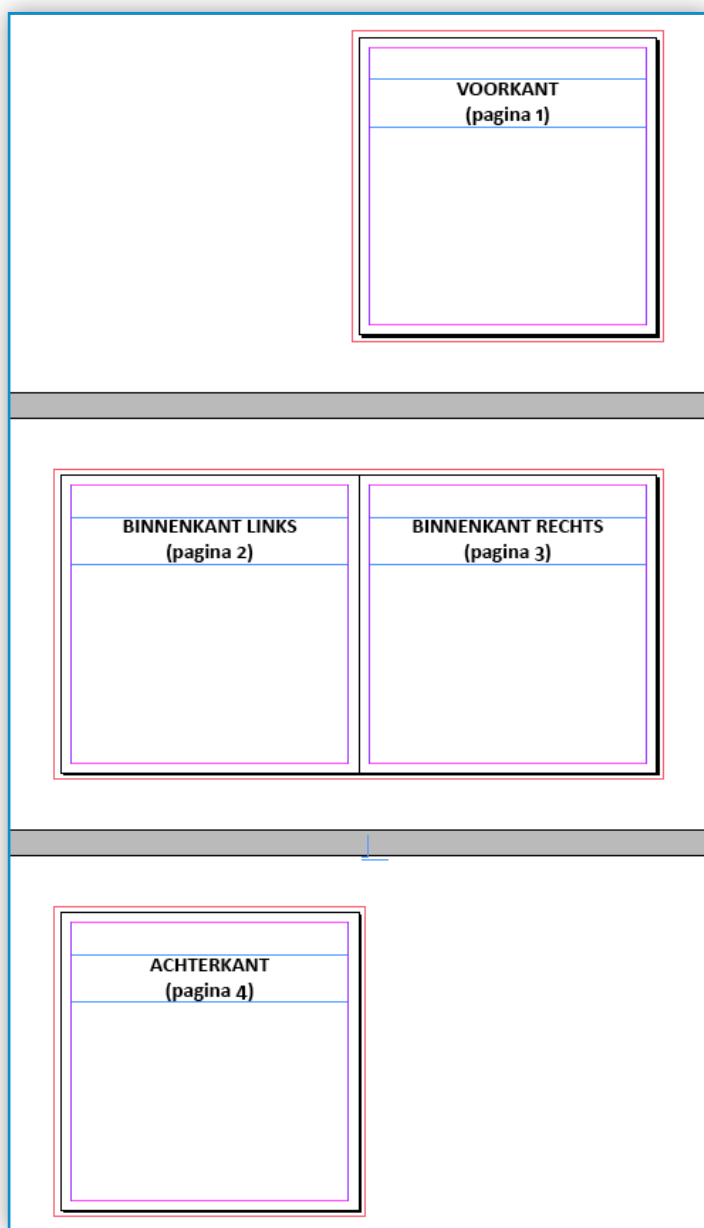 VOORKANT
(pagina 1)
BINNENKANT LINKS
(pagina 2)
BINNENKANT RECHTS
(pagina 3)
ACHTERKANT
(pagina 4)